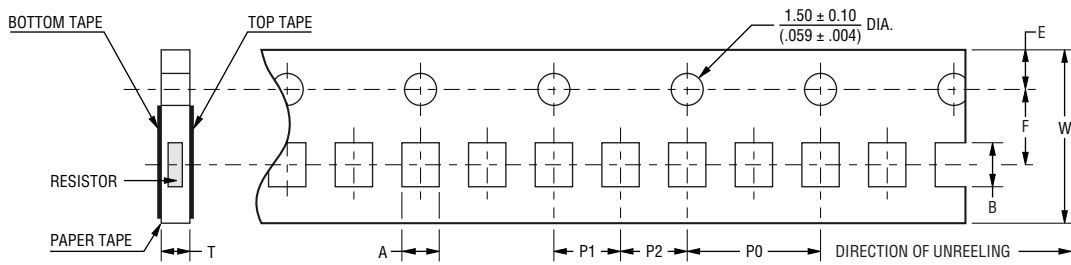 BOTTOM TAPE
TOP TAPE
1.50 ± 0.10
(.059 ± .004)
DIA.
E
F
W
RESISTOR
B
PAPER TAPE
T
A
P1
P2
P0
DIRECTION OF UNREELING